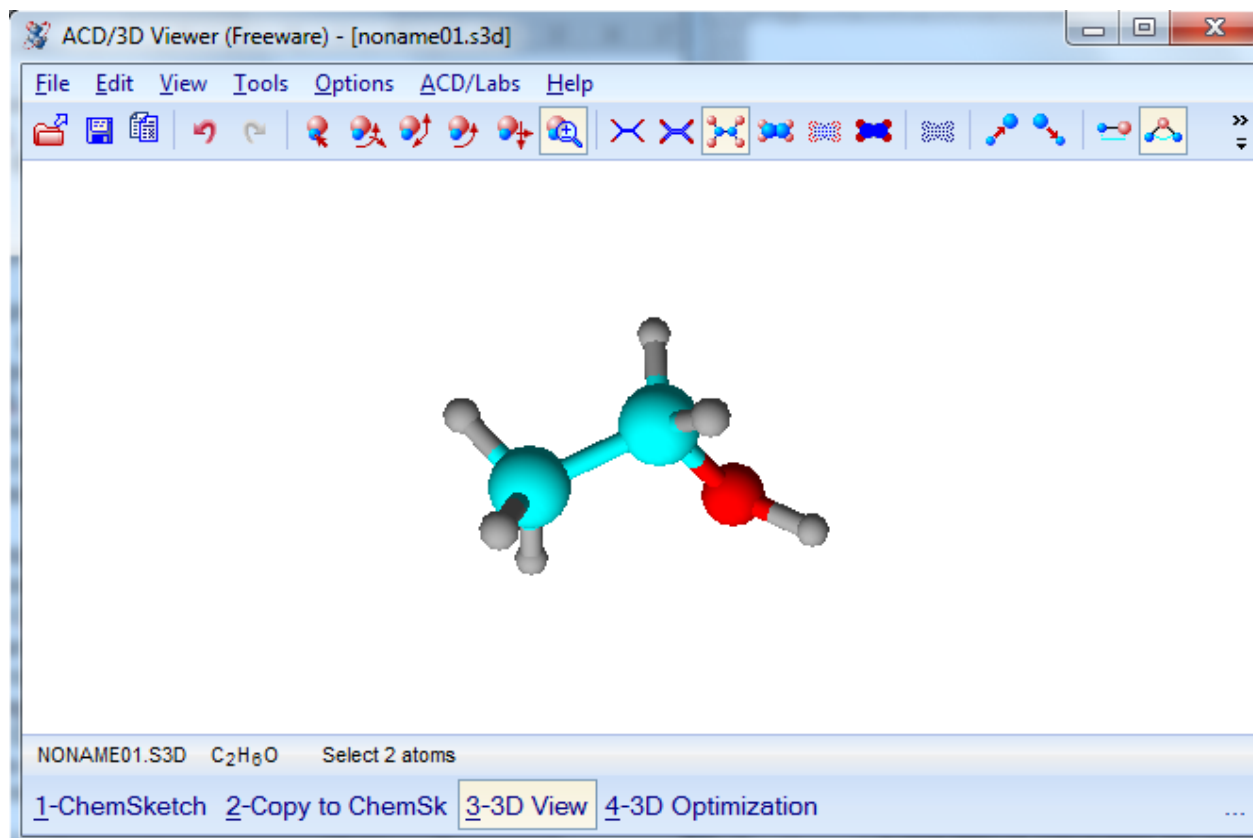 ACD/3D Viewer (Freeware) - [noname01.s3d]
File Edit View Tools Options ACD/Labs Help
NONAME01.S3D C₂H₆O Select 2 atoms
1-ChemSketch 2-Copy to ChemSk 3-3D View 4-3D Optimization ...